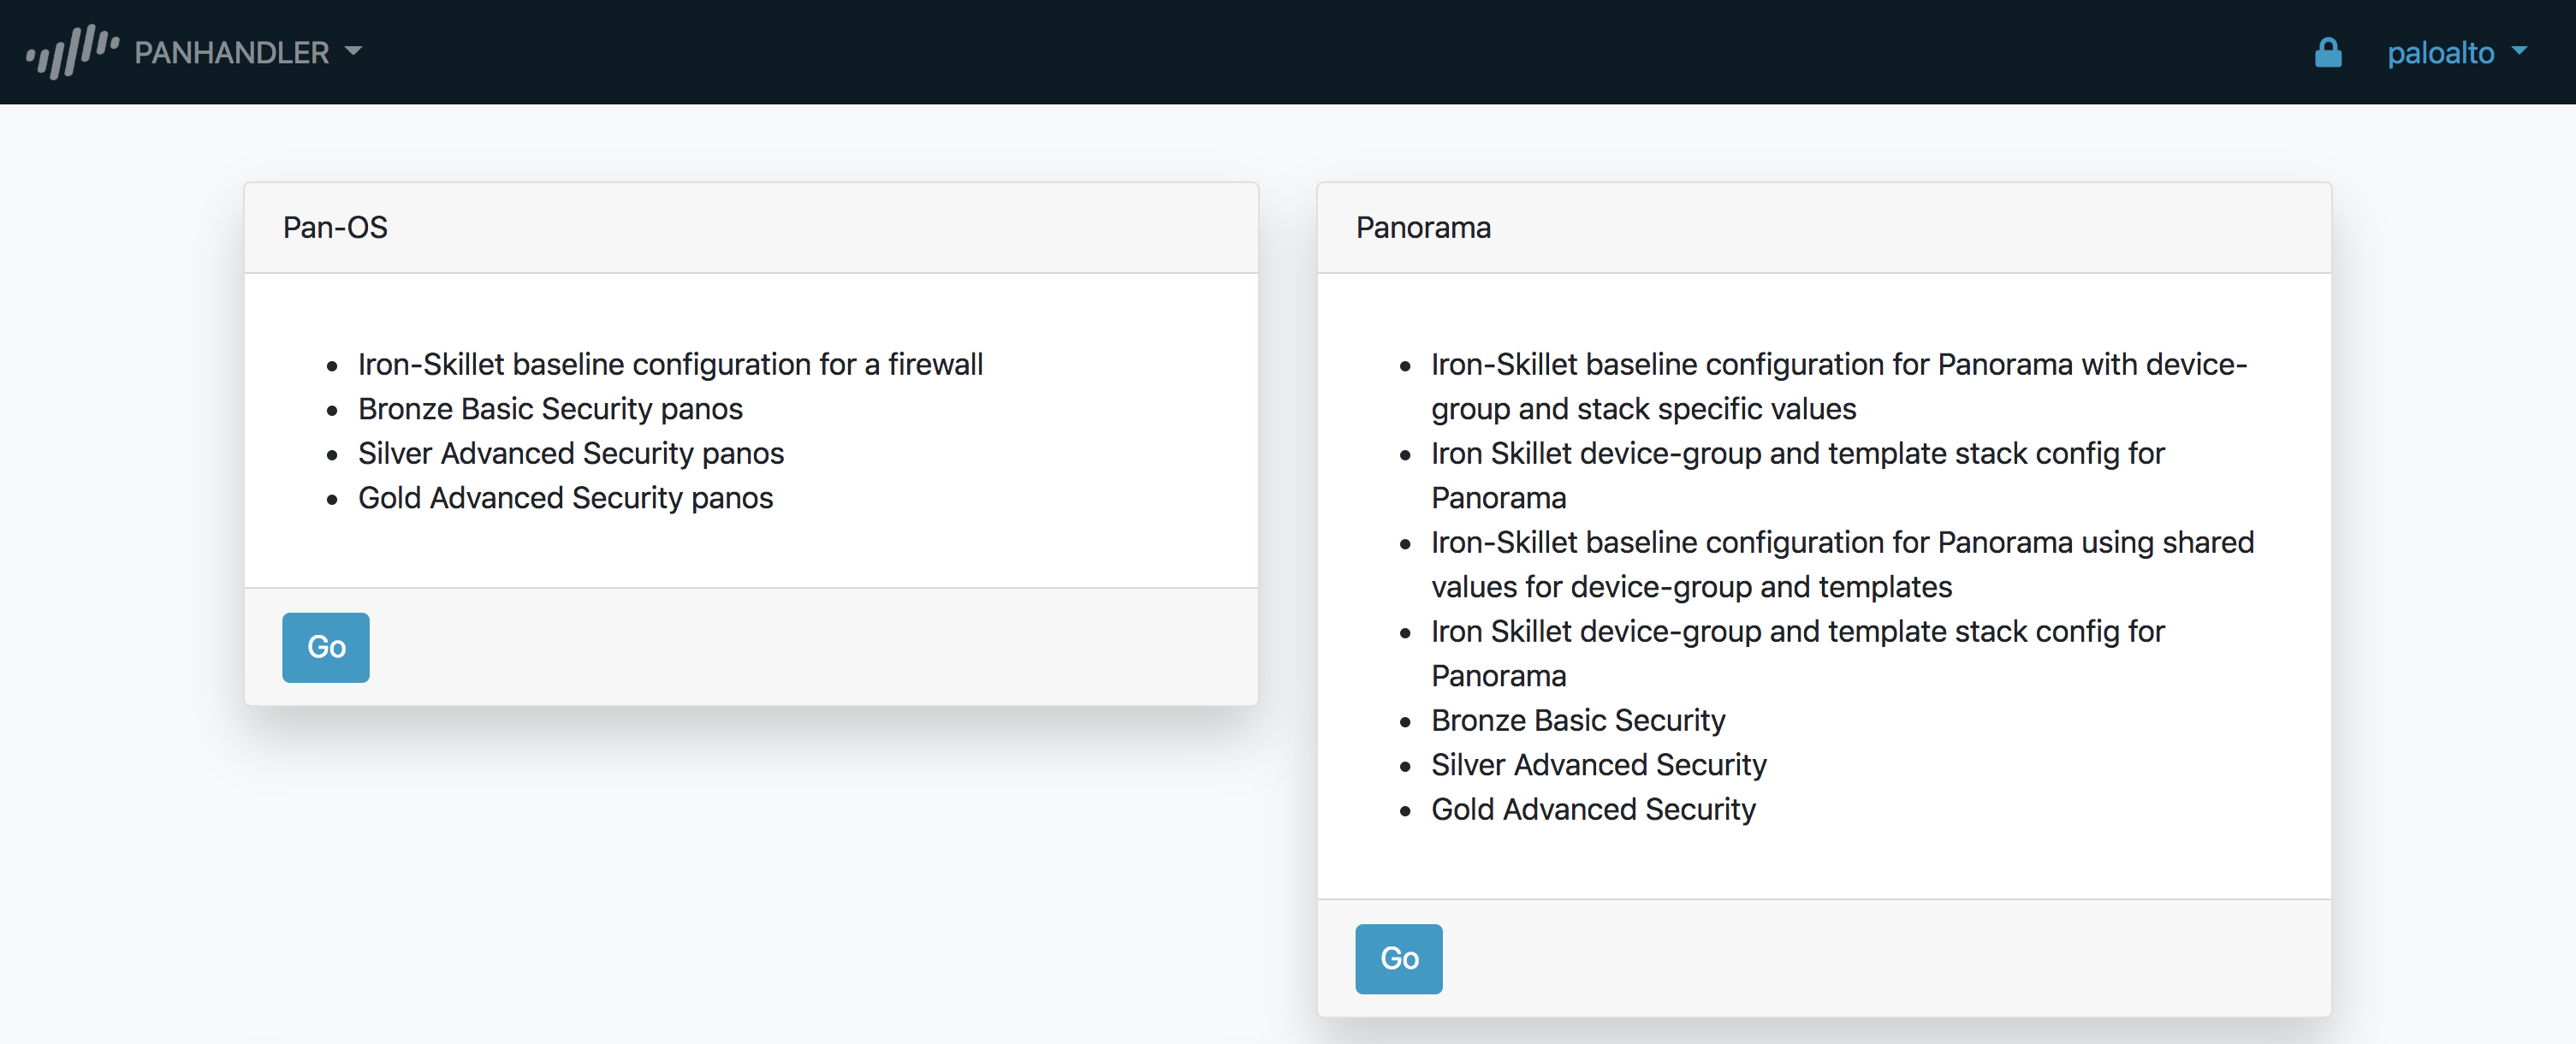 PANHANDLER
paloalto
Pan-OS
Iron-Skillet baseline configuration for a firewall
Bronze Basic Security panos
Silver Advanced Security panos
Gold Advanced Security panos
Go
Panorama
Iron-Skillet baseline configuration for Panorama with device-
group and stack specific values
Iron Skillet device-group and template stack config for
Panorama
Iron-Skillet baseline configuration for Panorama using shared
values for device-group and templates
Iron Skillet device-group and template stack config for
Panorama
Bronze Basic Security
Silver Advanced Security
Gold Advanced Security
Go